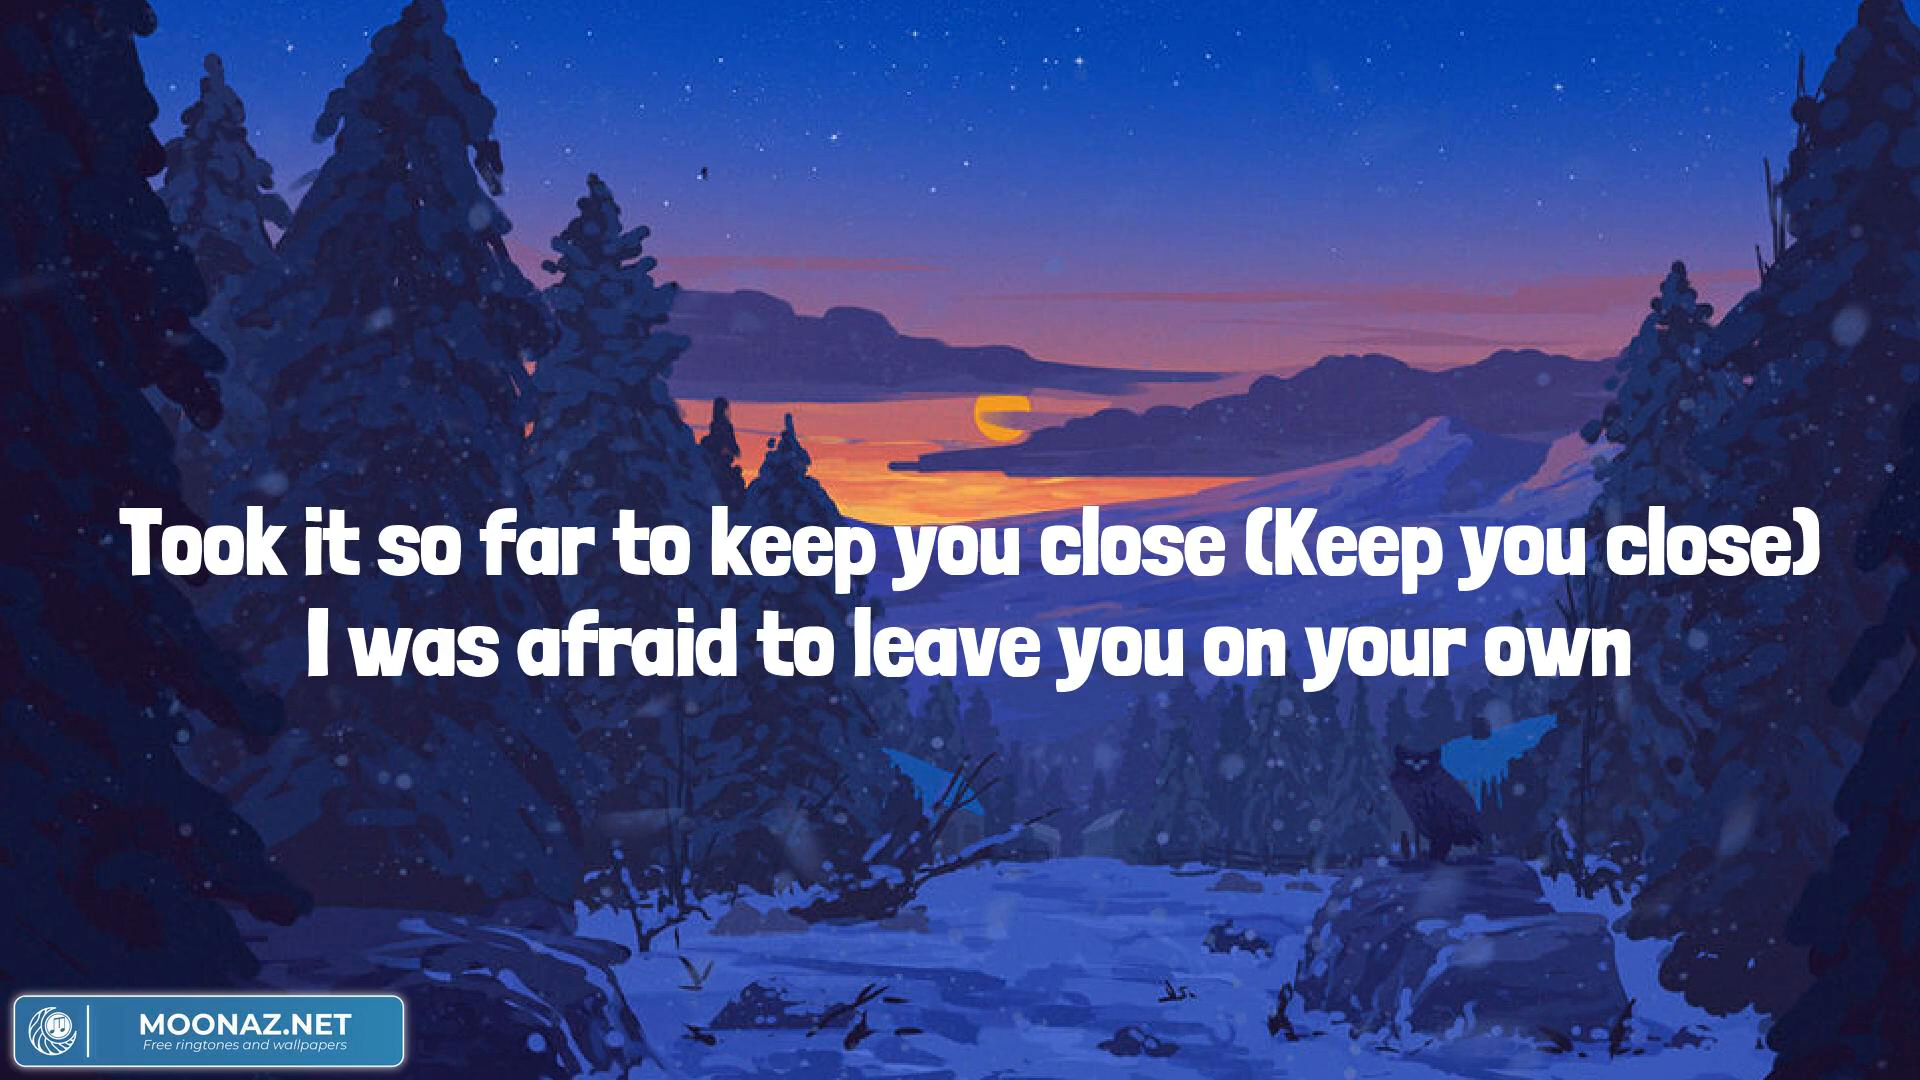 Took it so far to keep you close (Keep you close)
I was afraid to leave you on your own
MOONAZ.NET
Free ringtones and wallpapers